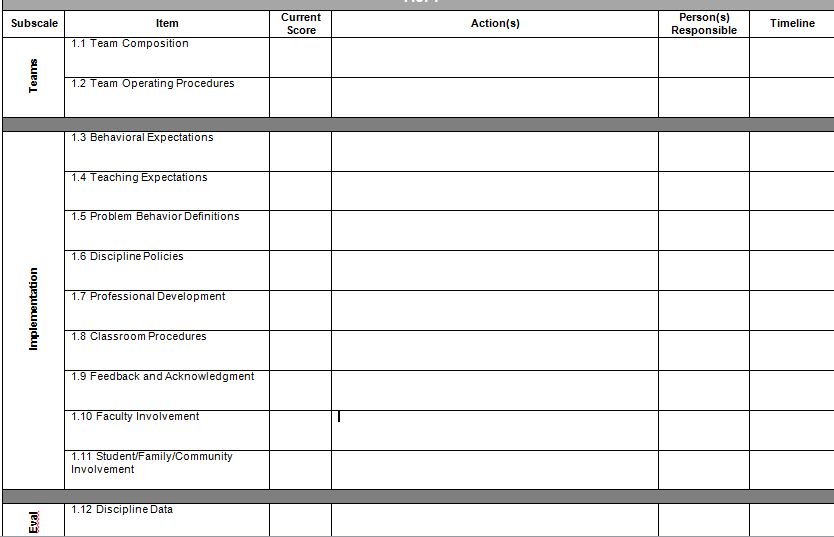 Subscale
Item
Current
Score
Action(s)
Person(s)
Responsible
Timeline
Teams
1.1 Team Composition
1.2 Team Operating Procedures
Implementation
1.3 Behavioral Expectations
1.4 Teaching Expectations
1.5 Problem Behavior Definitions
1.6 Discipline Policies
1.7 Professional Development
1.8 Classroom Procedures
1.9 Feedback and Acknowledgment
1.10 Faculty Involvement
1.11 Student/Family/Community
Involvement
Eval
1.12 Discipline Data